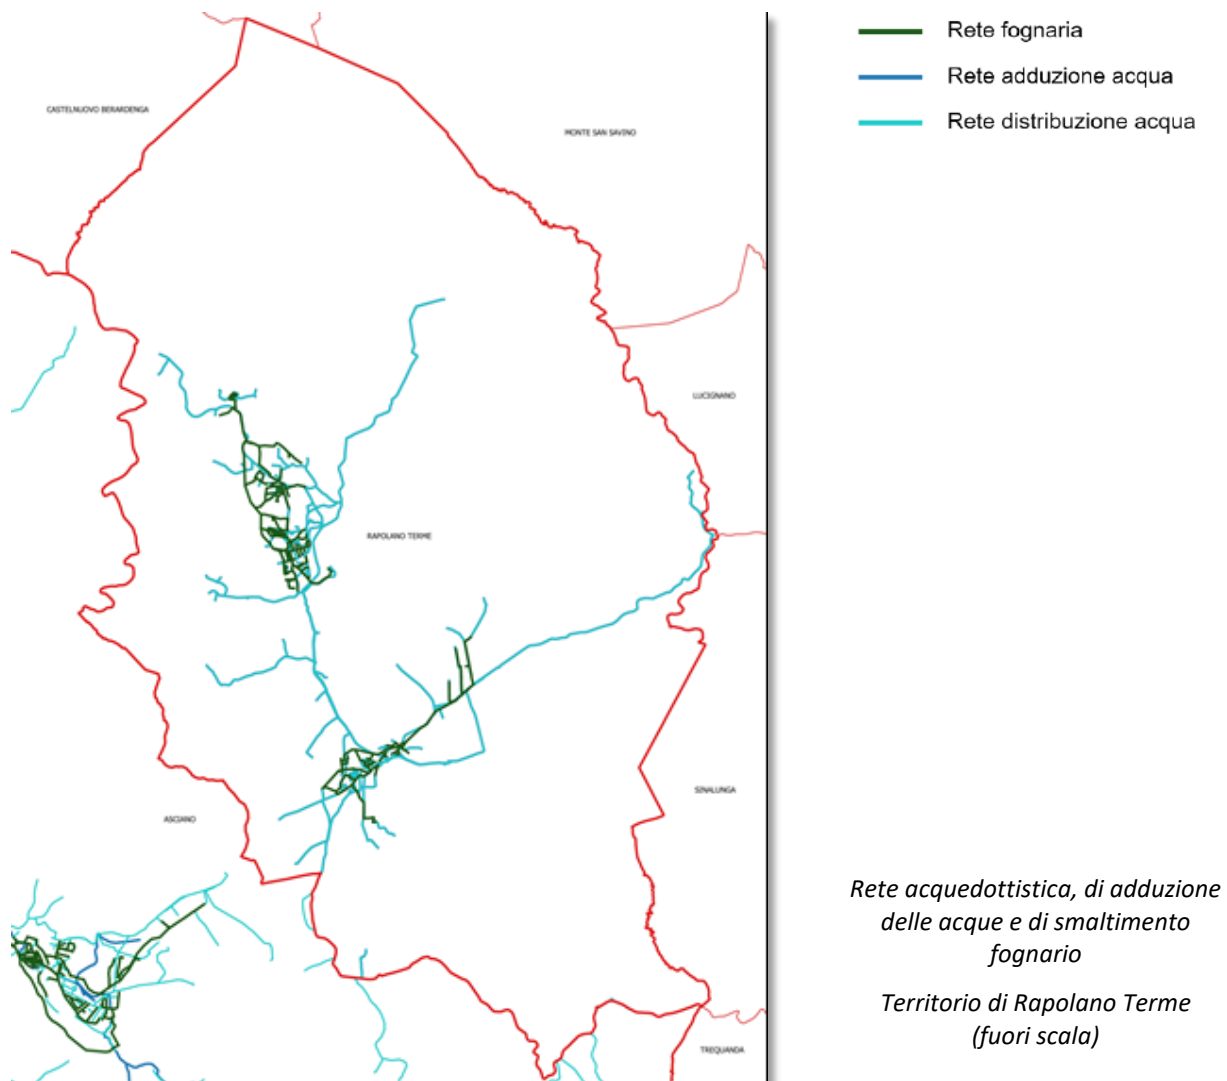 Rete fognaria
Rete adduzione acqua
Rete distribuzione acqua
CASTELNUOVO BERARDENGA
MONTE SAN SAVINO
LUCIGNANO
RAPOLANO TERME
SINALUNGA
ASCIANO
TREQUANDA
Rete acquedottistica, di adduzione
delle acque e di smaltimento
fognario
Territorio di Rapolano Terme
(fuori scala)